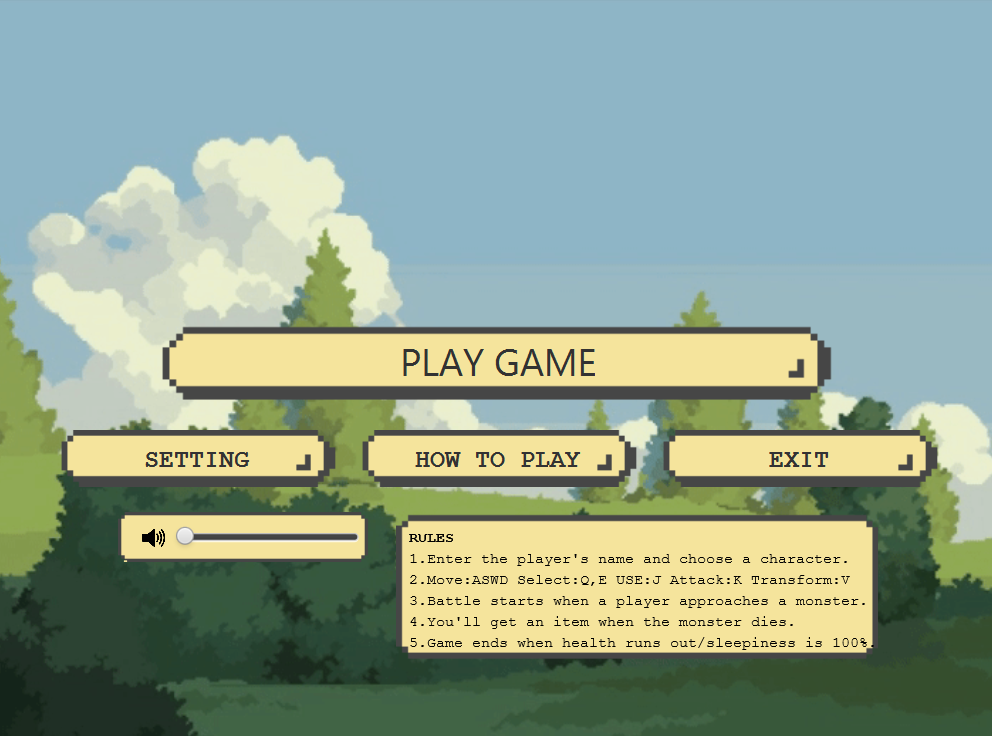 PLAY GAME
SETTING
HOW TO PLAY
EXIT
RULES
1.Enter the player's name and choose a character.
2.Move:ASWD Select:Q,E USE:J Attack:K Transform:V
3.Battle starts when a player approaches a monster.
4.You'll get an item when the monster dies.
5.Game ends when health runs out/sleepiness is 100%.